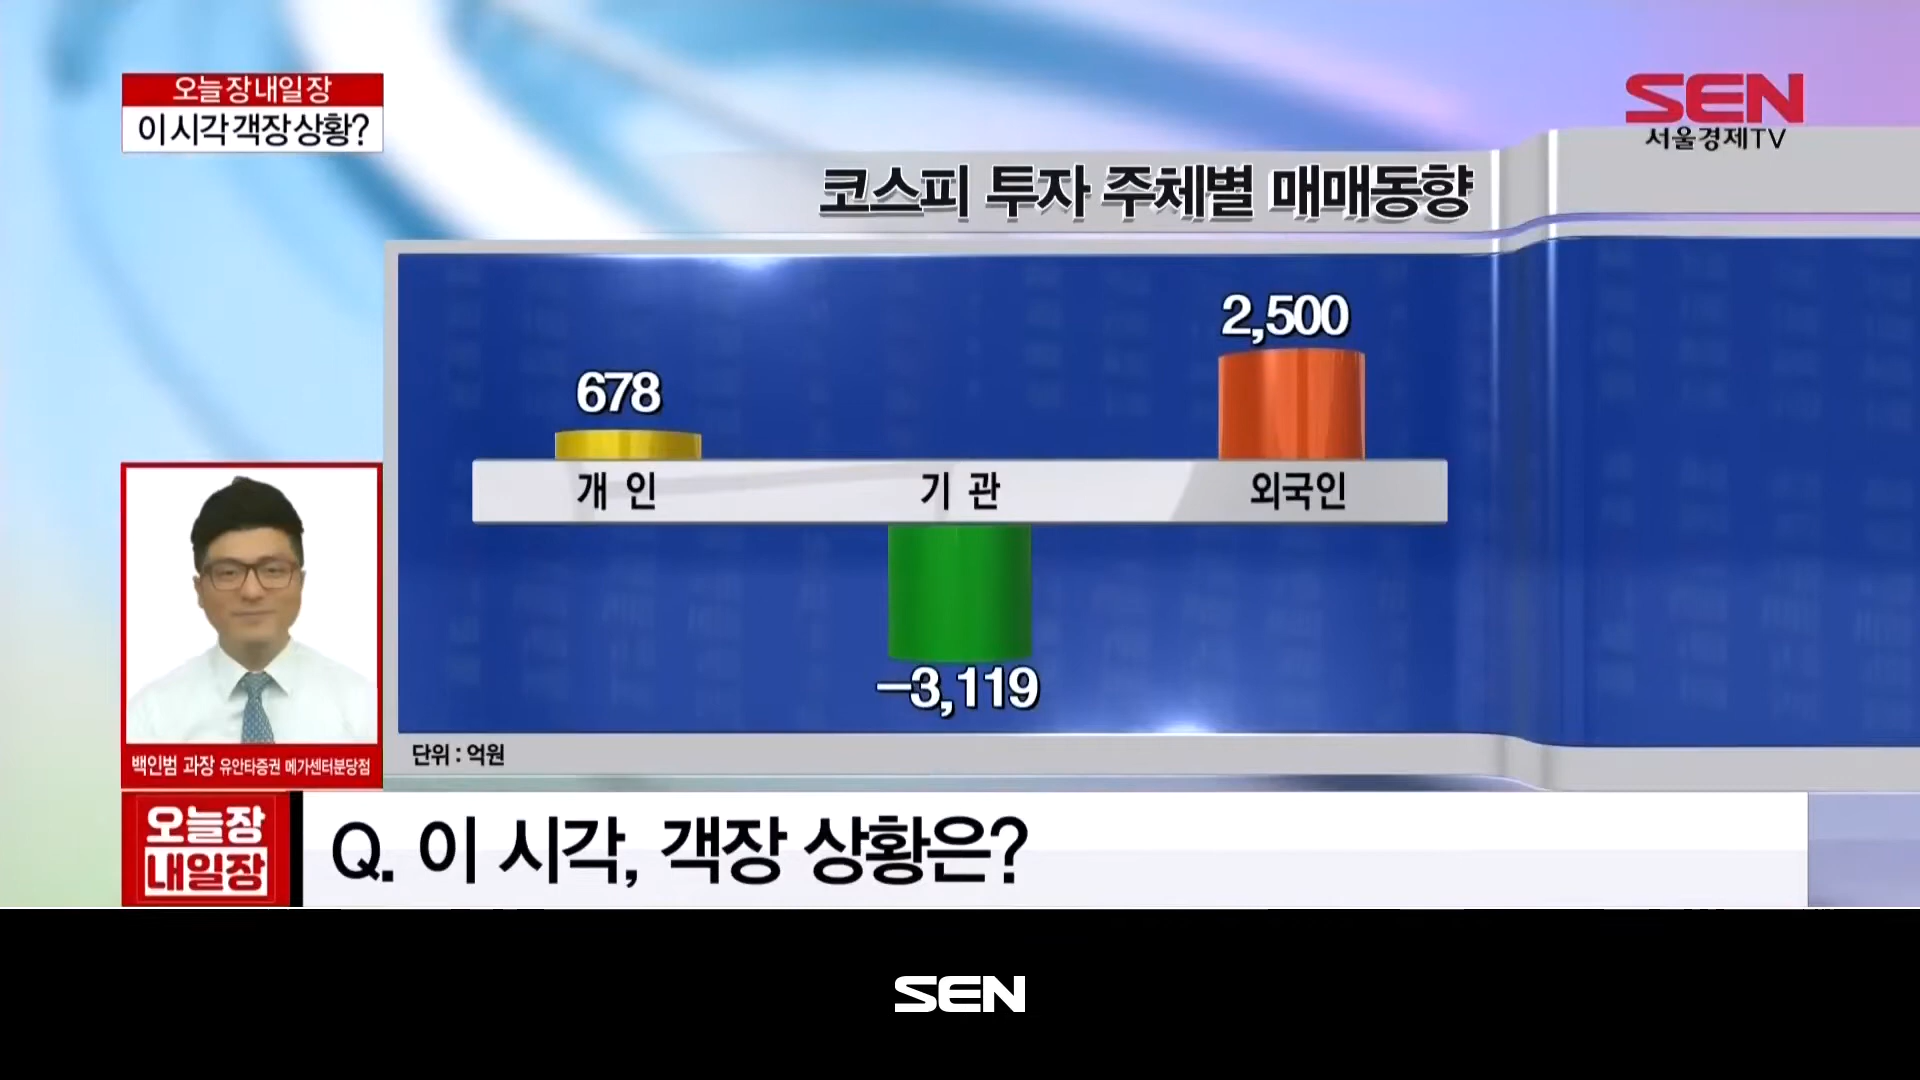 오늘장 내일장
이 시각 객장 상황?
SEN
서울경제TV
코스피 투자 주체별 매매동향
2,500
678
개 인
기 관
외국인
-3,119
단위 : 억원
백인범 과장 유안타증권 메가센터분당점
오늘장
내일장
Q. 이 시각, 객장 상황은?
SEN